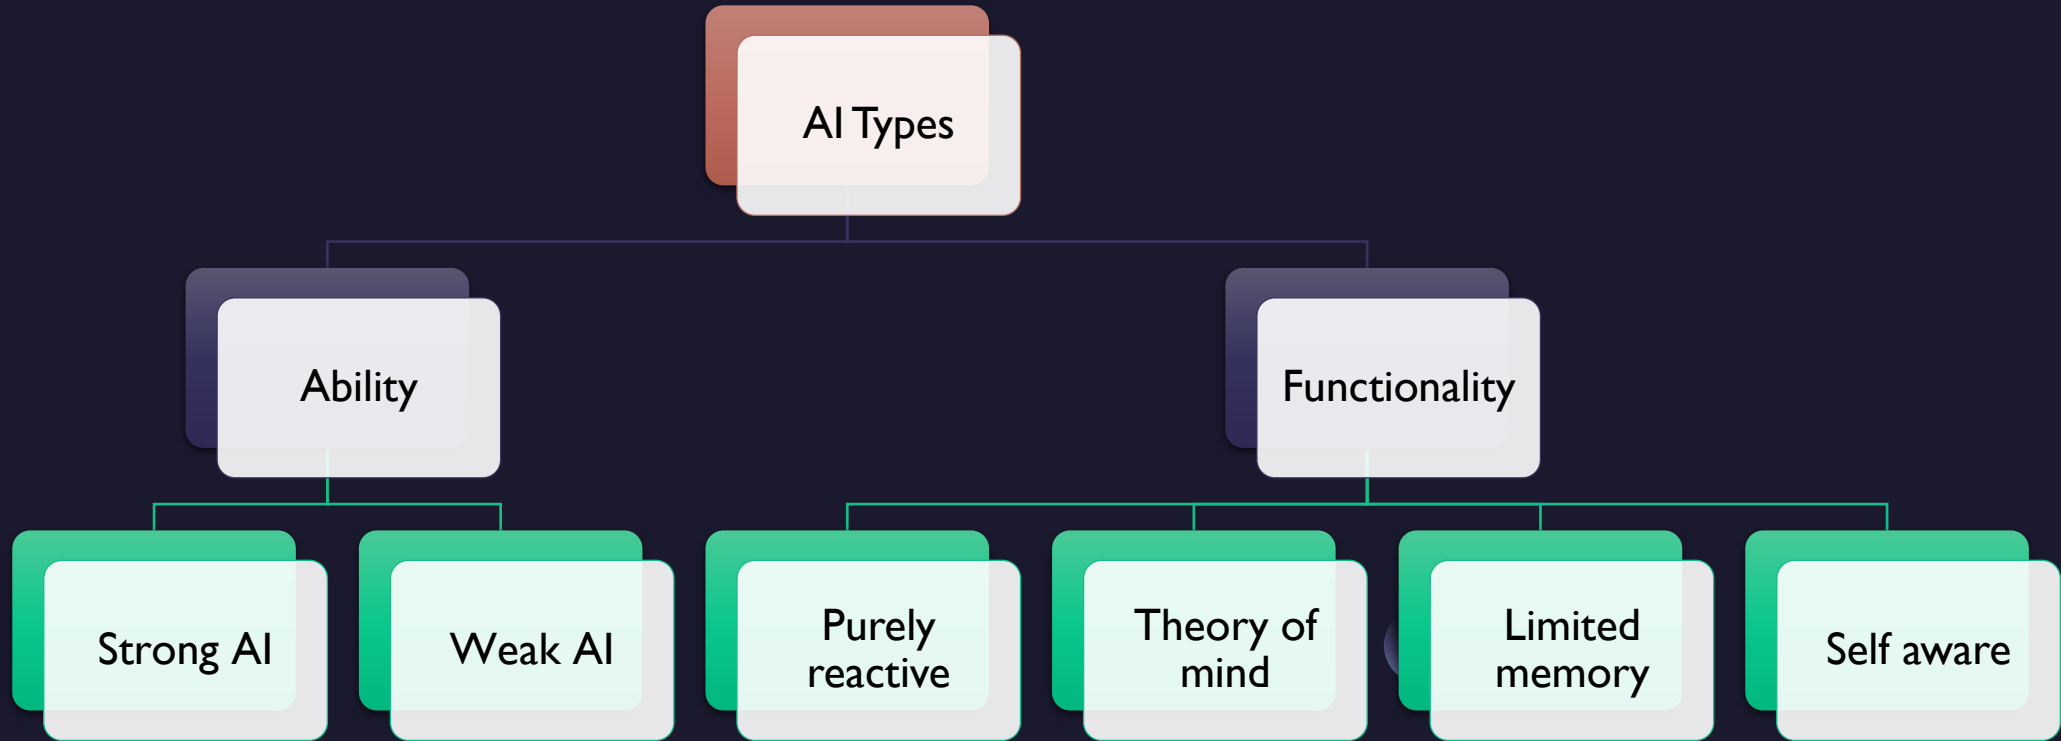 AI Types
Ability
Functionality
Strong AI
Weak AI
Purely
reactive
Theory of
mind
Limited
memory
Self aware